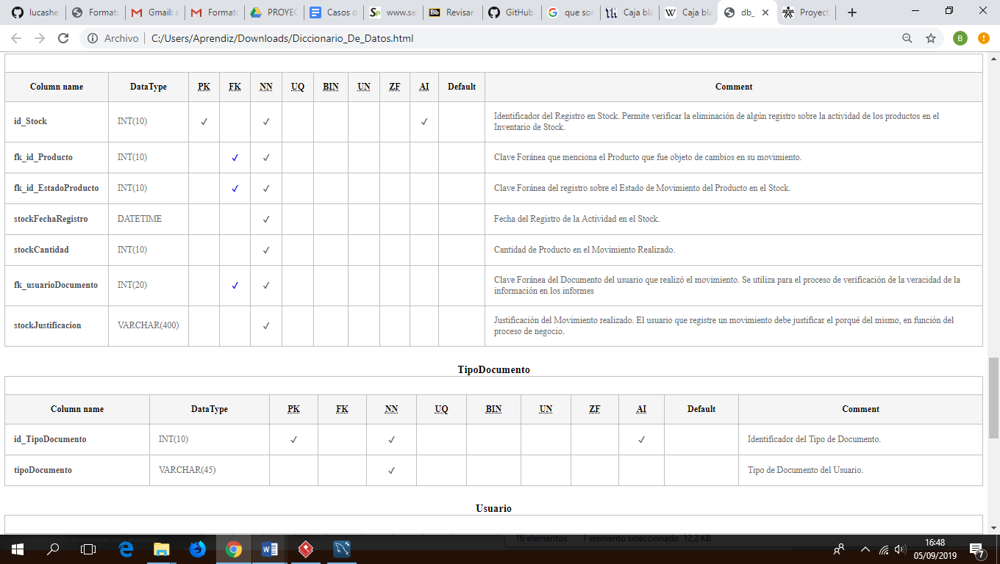 lucashe
Formato
Gmail: c
Formato
PROYEC
Casos d
www.se
Revisar
GitHub
que son
Caja bla
Caja bla
db_
Proyect
Archivo C:/Users/Aprendiz/Downloads/Diccionario_De_Datos.html
B
Column name DataType PK FK NN UQ BIN UN ZF AI Default Comment
id_Stock INT(10) ✓ ✓ ✓ Identificador del Registro en Stock. Permite verificar la eliminación de algún registro sobre la actividad de los productos en el
Inventario de Stock.
fk_id_Producto INT(10) ✓ ✓ Clave Foránea que menciona el Producto que fue objeto de cambios en su movimiento.
fk_id_EstadoProducto INT(10) ✓ ✓ Clave Foránea del registro sobre el Estado de Movimiento del Producto en el Stock.
stockFechaRegistro DATETIME ✓ Fecha del Registro de la Actividad en el Stock.
stockCantidad INT(10) ✓ Cantidad de Producto en el Movimiento Realizado.
fk_usuarioDocumento INT(20) ✓ ✓ Clave Foránea del Documento del usuario que realizó el movimiento. Se utiliza para el proceso de verificación de la veracidad de la
información en los informes
stockJustificacion VARCHAR(400) ✓ Justificación del Movimiento realizado. El usuario que registre un movimiento debe justificar el porqué del mismo, en función del
proceso de negocio.
TipoDocumento
Column name DataType PK FK NN UQ BIN UN ZF AI Default Comment
id_TipoDocumento INT(10) ✓ ✓ ✓ Identificador del Tipo de Documento.
tipoDocumento VARCHAR(45) ✓ Tipo de Documento del Usuario.
Usuario
16 elementos 1 elemento seleccionado 12,2 KB
16:48
05/09/2019
7